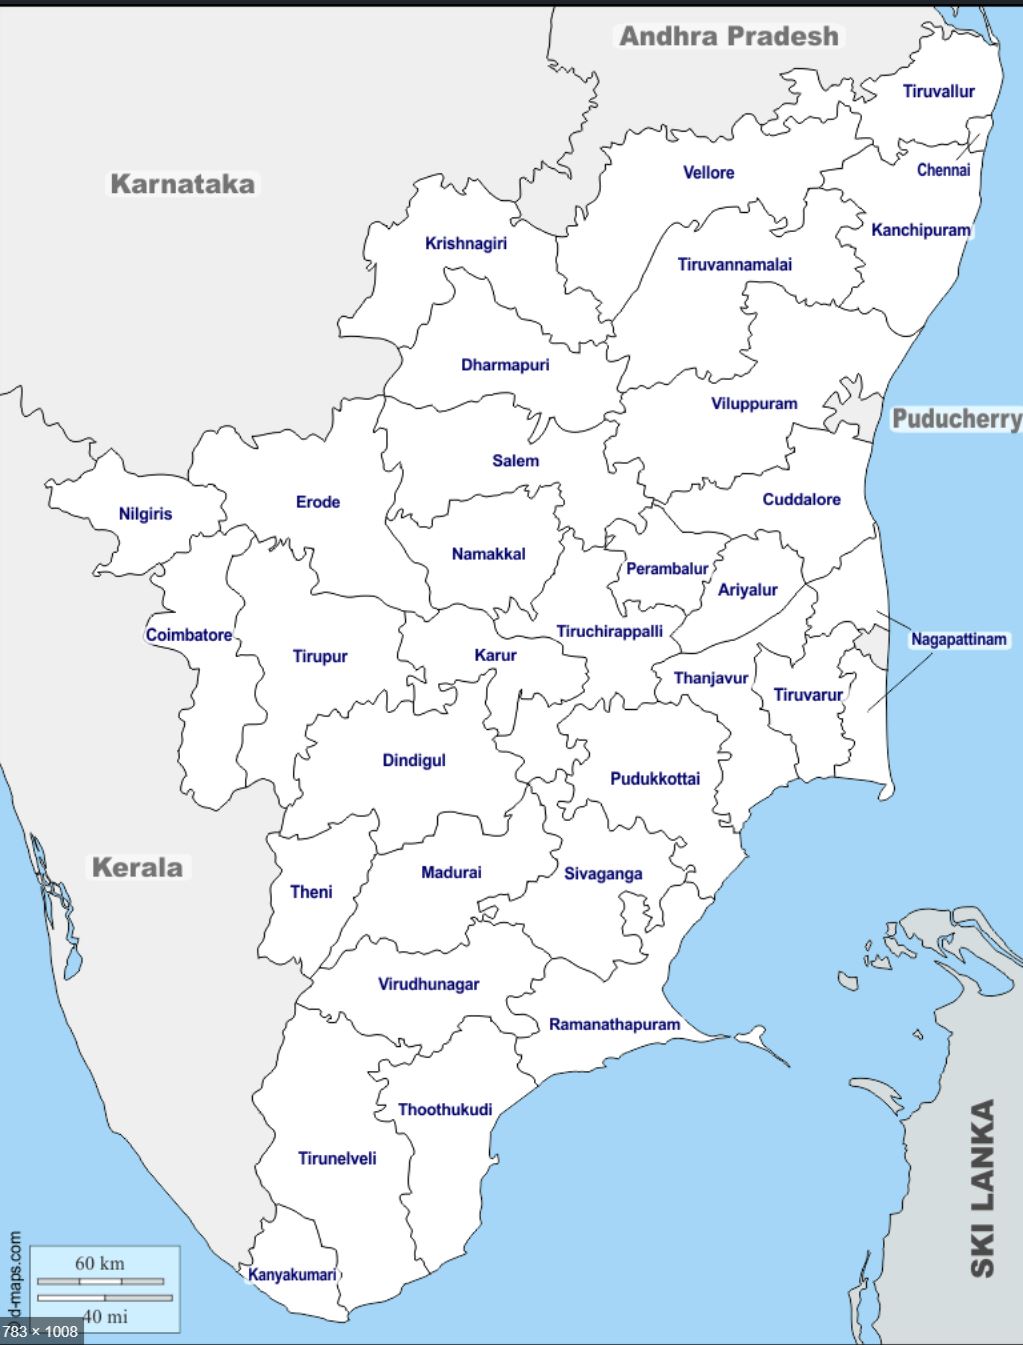 Andhra Pradesh
Tiruvallur
Chennai
Vellore
Karnataka
Kanchipuram
Krishnagiri
Tiruvannamalai
Dharmapuri
Viluppuram
Puducherry
Salem
Cuddalore
Erode
Nilgiris
Namakkal
Perambalur
Ariyalur
Coimbatore
Tiruchirappalli
Nagapattinam
Tirupur
Karur
Thanjavur
Tiruvarur
Dindigul
Pudukkottai
Kerala
Madurai
Sivaganga
Theni
Virudhunagar
Ramanathapuram
Thoothukudi
Tirunelveli
SKI LANKA
Kanyakumari
60 km
40 mi
d-maps.com
783 × 1008